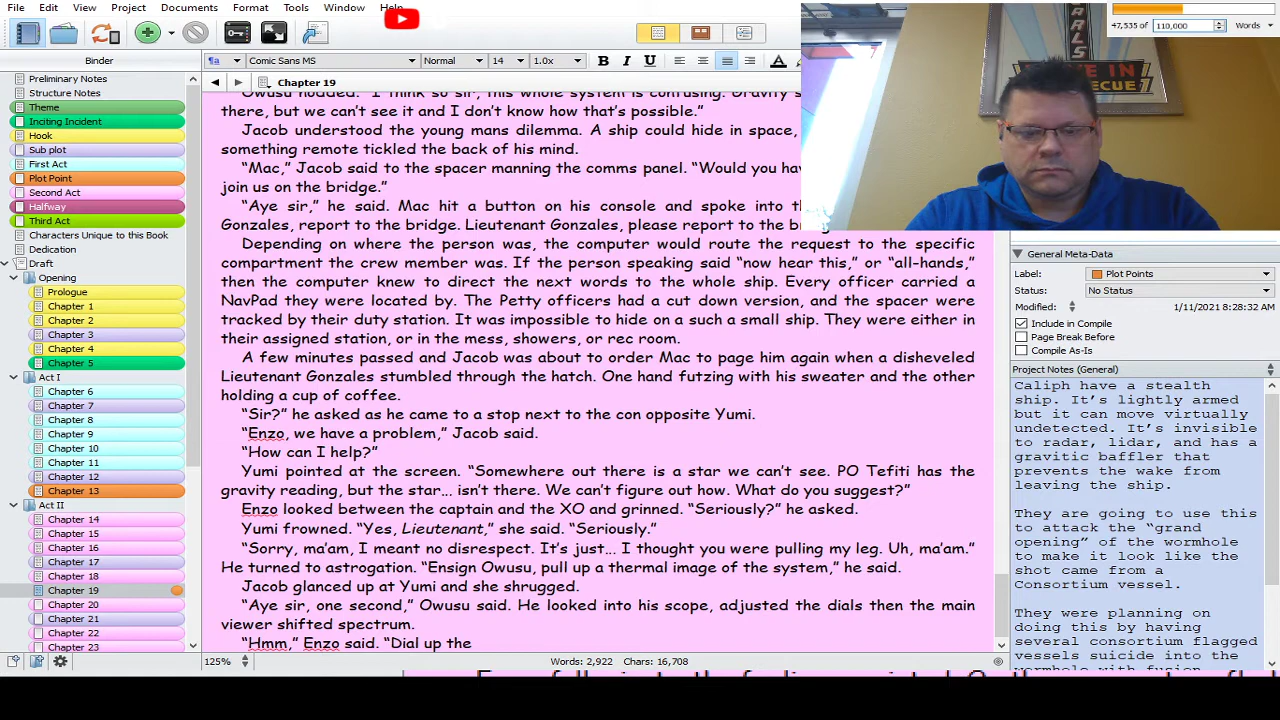 File Edit View Project Documents Format Tools Window Help
47,535 of 110,000 Words
Comic Sans MS Normal 14 1.0x B I U A
Binder
Chapter 19
Preliminary Notes
Structure Notes
Theme
Inciting Incident
Hook
Sub plot
First Act
Plot Point
Second Act
Halfway
Third Act
Characters Unique to this Book
Dedication
Draft
Opening
Prologue
Chapter 1
Chapter 2
Chapter 3
Chapter 4
Chapter 5
Act I
Chapter 6
Chapter 7
Chapter 8
Chapter 9
Chapter 10
Chapter 11
Chapter 12
Chapter 13
Act II
Chapter 14
Chapter 15
Chapter 16
Chapter 17
Chapter 18
Chapter 19
Chapter 20
Chapter 21
Chapter 22
Chapter 23
there, but we can't see it and I don't know how that's possible."
Jacob understood the young mans dilemma. A ship could hide in space,
something remote tickled the back of his mind.
"Mac," Jacob said to the spacer manning the comms panel. "Would you
join us on the bridge."
"Aye sir," he said. Mac hit a button on his console and spoke into
Gonzales, report to the bridge. Lieutenant Gonzales, please report to the
Depending on where the person was, the computer would route the request to the specific
compartment the crew member was. If the person speaking said "now hear this," or "all-hands,"
then the computer knew to direct the next words to the whole ship. Every officer carried a
NavPad they were located by. The Petty officers had a cut down version, and the spacer were
tracked by their duty station. It was impossible to hide on a such a small ship. They were either in
their assigned station, or in the mess, showers, or rec room.
A few minutes passed and Jacob was about to order Mac to page him again when a disheveled
Lieutenant Gonzales stumbled through the hatch. One hand futzing with his sweater and the other
holding a cup of coffee.
"Sir?" he asked as he came to a stop next to the con opposite Yumi.
"Enzo, we have a problem," Jacob said.
"How can I help?"
Yumi pointed at the screen. "Somewhere out there is a star we can't see. PO Tefiti has the
gravity reading, but the star... isn't there. We can't figure out how. What do you suggest?"
Enzo looked between the captain and the XO and grinned. "Seriously?" he asked.
Yumi frowned. "Yes, Lieutenant," she said. "Seriously."
"Sorry, ma'am, I meant no disrespect. It's just... I thought you were pulling my leg. Uh, ma'am."
He turned to astrogation. "Ensign Owusu, pull up a thermal image of the system," he said.
Jacob glanced up at Yumi and she shrugged.
"Aye sir, one second," Owusu said. He looked into his scope, adjusted the dials then the main
viewer shifted spectrum.
"Hmm," Enzo said. "Dial up the
125% Words: 2,922 Chars: 16,708
General Meta-Data
Label: Plot Points
Status: No Status
Modified: 1/11/2021 8:28:32 AM
Include in Compile
Page Break Before
Compile As-Is
Project Notes (General)
Caliph have a stealth
ship. It's lightly armed
but it can move virtually
undetected. It's invisible
to radar, lidar, and has a
gravitic baffler that
prevents the wake from
leaving the ship.
They are going to use this
to attack the "grand
opening" of the wormhole
to make it look like the
shot came from a
Consortium vessel.
They were planning on
doing this by having
several consortium flagged
vessels suicide into the
wormhole with fusion